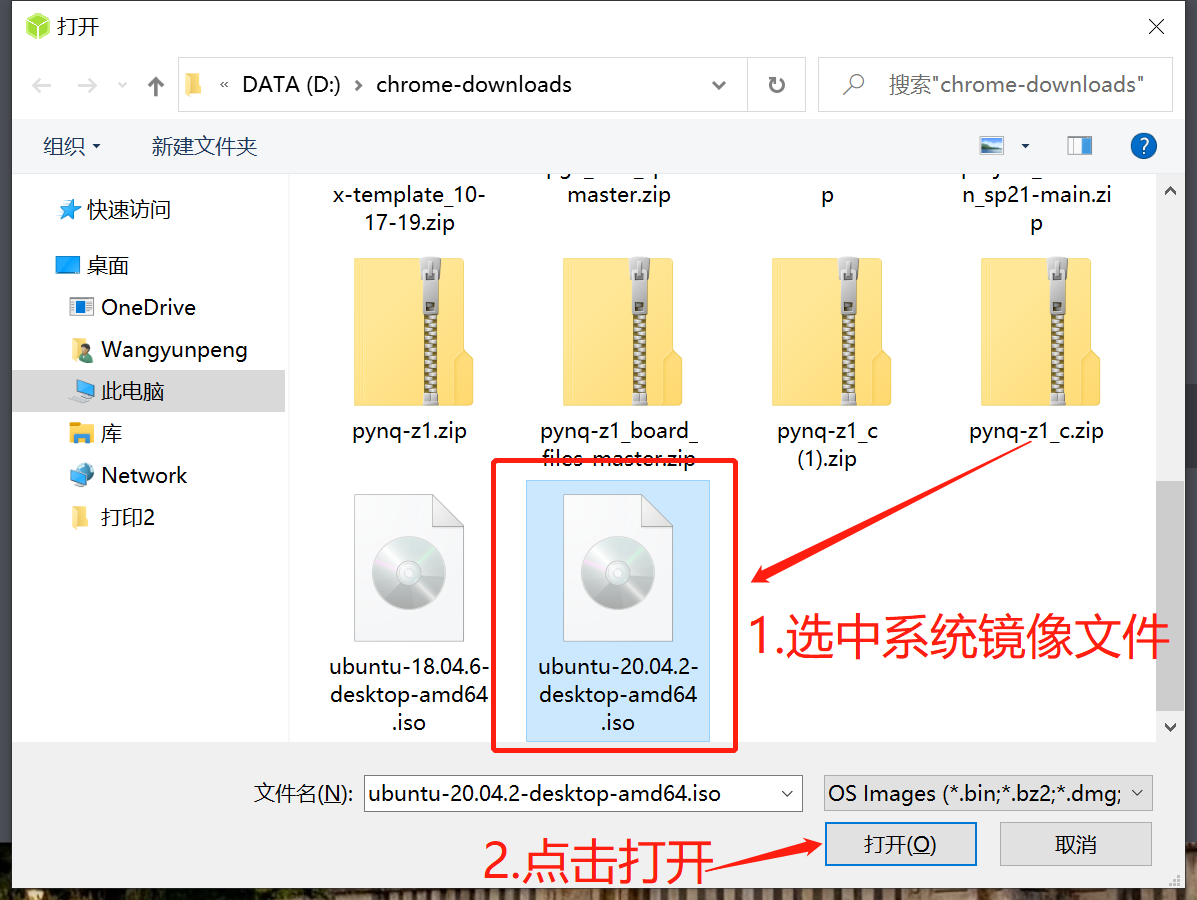 打开
« DATA (D:) › chrome-downloads
搜索"chrome-downloads"
组织
新建文件夹
?
快速访问
桌面
OneDrive
Wangyunpeng
此电脑
库
Network
打印2
x-template_10-
17-19.zip
master.zip
p
n_sp21-main.zi
p
pynq-z1.zip
pynq-z1_board_
files-master.zip
pynq-z1_c
(1).zip
pynq-z1_c.zip
ubuntu-18.04.6-
desktop-amd64
.iso
ubuntu-20.04.2-
desktop-amd64
.iso
1.选中系统镜像文件
文件名(N):
ubuntu-20.04.2-desktop-amd64.iso
OS Images (*.bin;*.bz2;*.dmg;
2.点击打开
打开(O)
取消